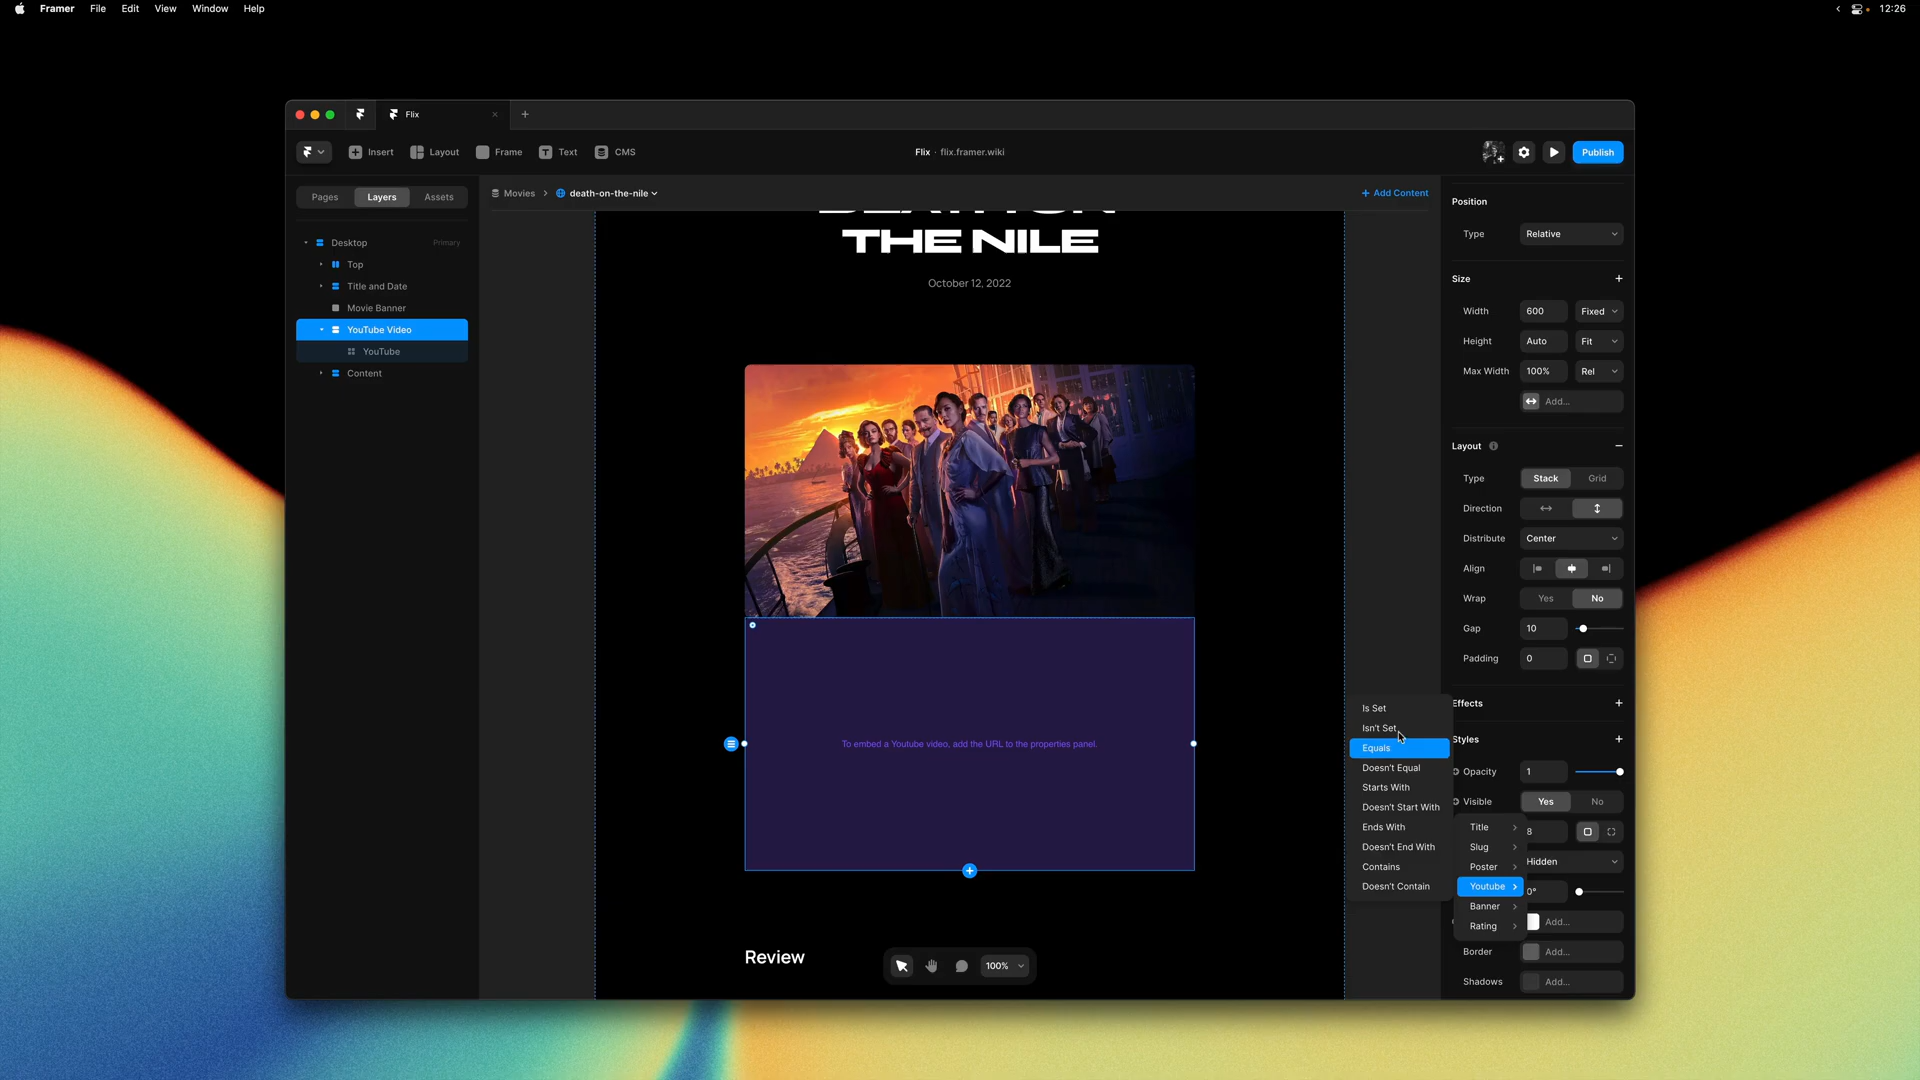 Framer File Edit View Window Help 12:26
Flix
Insert Layout Frame Text CMS
Flix · flix.framer.wiki
Publish
Pages Layers Assets
Desktop Primary
Top
Title and Date
Movie Banner
YouTube Video
YouTube
Content
Movies death-on-the-nile
Add Content
DEATH ON
THE NILE
October 12, 2022
To embed a Youtube video, add the URL to the properties panel.
Review
100%
Position
Type Relative
Size
Width 600 Fixed
Height Auto Fit
Max Width 100% Rel
Add...
Layout
Type Stack Grid
Direction
Distribute Center
Align
Wrap Yes No
Gap 10
Padding 0
Effects
Styles
Opacity 1
Visible Yes No
8
Hidden
0°
Add...
Border Add...
Shadows Add...
Title
Slug
Poster
Youtube
Banner
Rating
Is Set
Isn't Set
Equals
Doesn't Equal
Starts With
Doesn't Start With
Ends With
Doesn't End With
Contains
Doesn't Contain